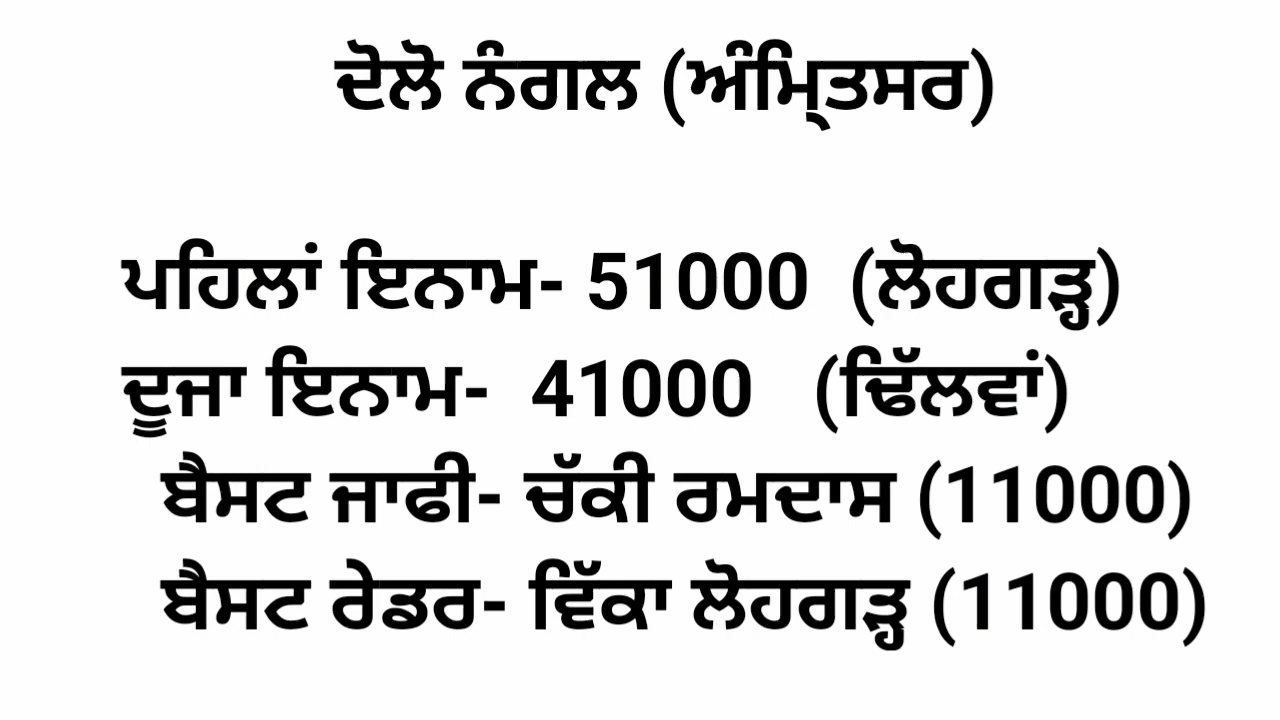 ਦੋਲੋ ਨੰਗਲ (ਅੰਮ੍ਰਿਤਸਰ)
ਪਹਿਲਾਂ ਇਨਾਮ- 51000 (ਲੋਹਗੜ੍ਹ)
ਦੂਜਾ ਇਨਾਮ- 41000 (ਢਿੱਲਵਾਂ)
ਬੈਸਟ ਜਾਫੀ- ਚੱਕੀ ਰਮਦਾਸ (11000)
ਬੈਸਟ ਰੇਡਰ- ਵਿੱਕਾ ਲੋਹਗੜ੍ਹ (11000)